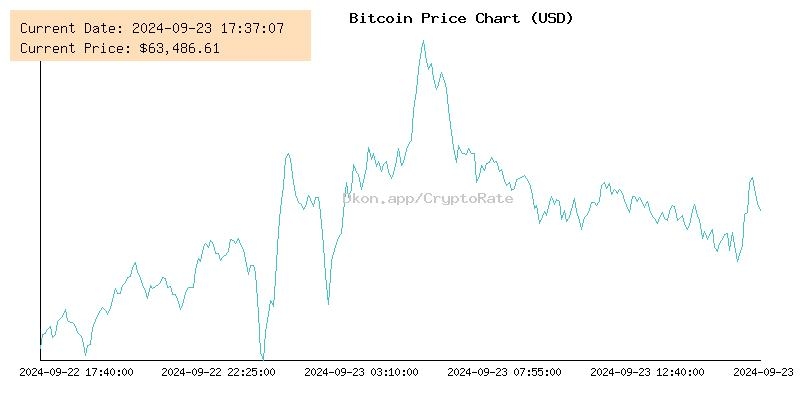 Bitcoin Price Chart (USD)
Current Date: 2024-09-23 17:37:07
Current Price: $63,486.61
Dkon.app/CryptoRate
2024-09-22 17:40:00 2024-09-22 22:25:00 2024-09-23 03:10:00 2024-09-23 07:55:00 2024-09-23 12:40:00 2024-09-23